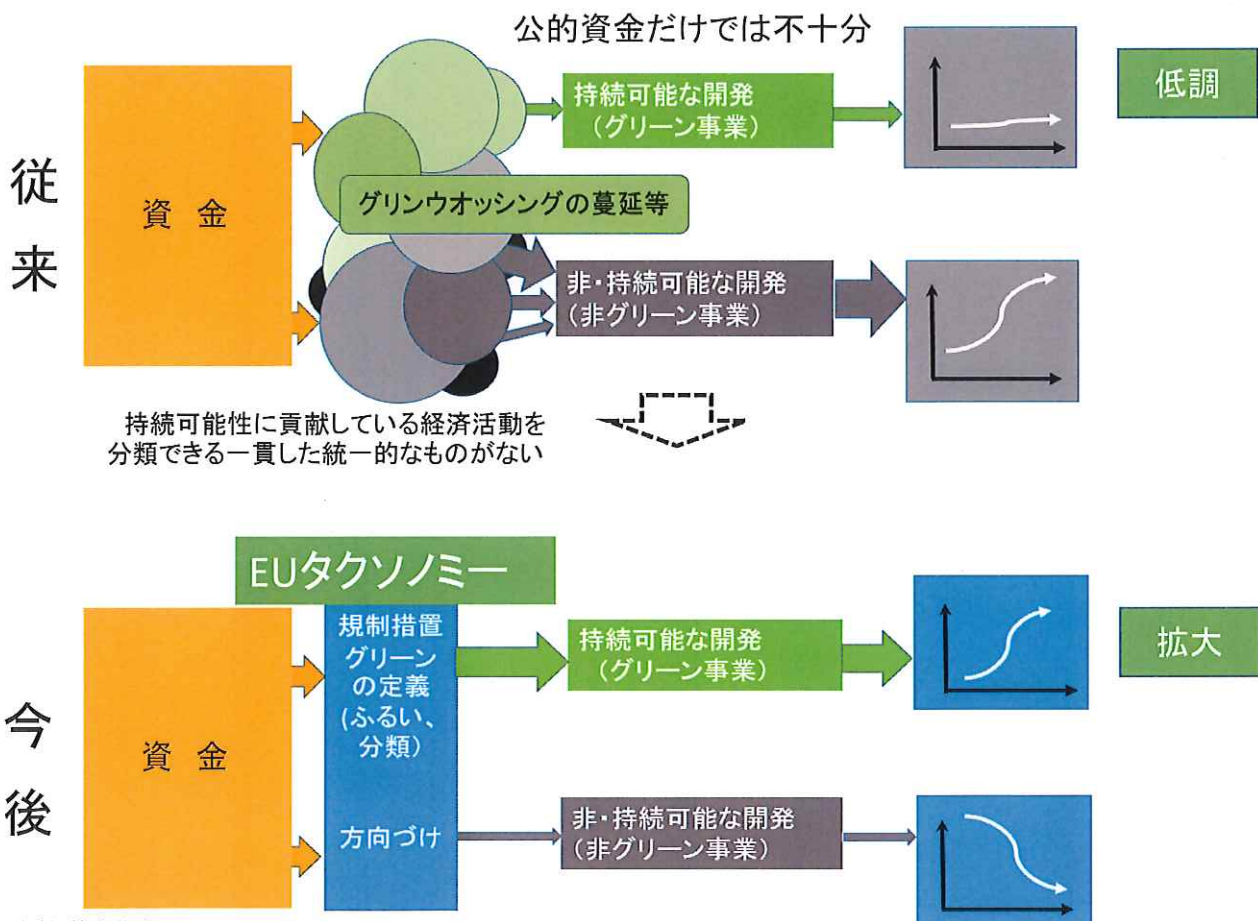 公的資金だけでは不十分
従来
資 金
グリンウオッシングの蔓延等
持続可能な開発
（グリーン事業）
低調
非・持続可能な開発
（非グリーン事業）
持続可能性に貢献している経済活動を
分類できる一貫した統一的なものがない
今後
資 金
EUタクソノミー
規制措置
グリーン
の定義
(ふるい、
分類）
方向づけ
持続可能な開発
（グリーン事業）
拡大
非・持続可能な開発
（非グリーン事業）